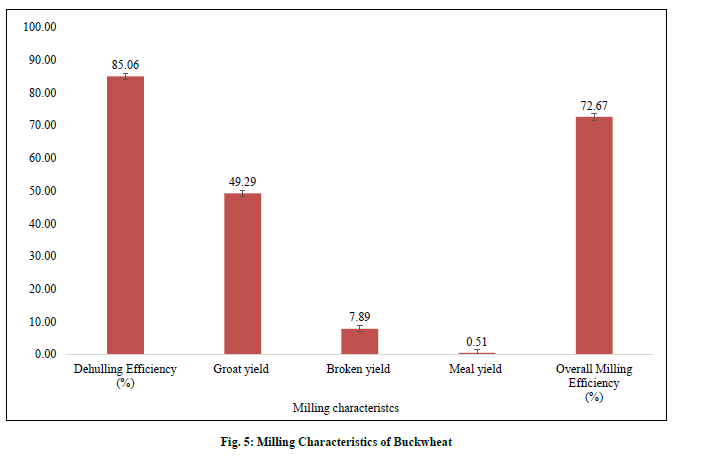 100.00
90.00
80.00
70.00
60.00
50.00
40.00
30.00
20.00
10.00
0.00
85.06
49.29
7.89
0.51
72.67
Dehulling Efficiency
(%)
Groat yield
Broken yield
Meal yield
Overall Milling
Efficiency
(%)
Milling characteristcs
Fig. 5: Milling Characteristics of Buckwheat